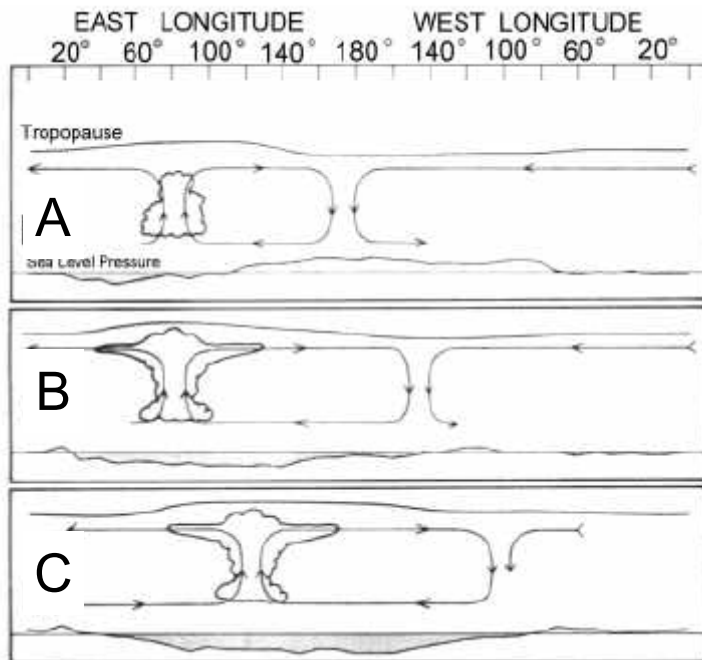 EAST LONGITUDE WEST LONGITUDE
20° 60° 100° 140° 180° 140° 100° 60° 20°
Tropopause
A
Sea Level Pressure
B
C